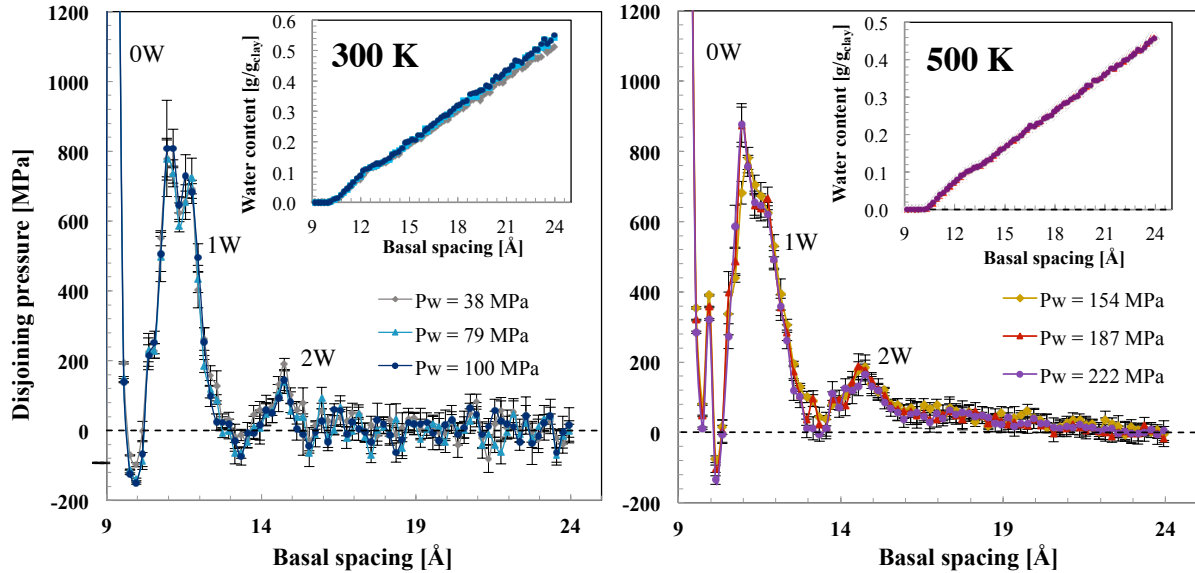 Disjoining pressure [MPa]
1200
1000
800
600
400
200
0
-200
9
14
19
24
Basal spacing [Å]
0W
1W
2W
300 K
Water content [g/g_clay]
0.6
0.5
0.4
0.3
0.2
0.1
0.0
9
12
15
18
21
24
Basal spacing [Å]
Pw = 38 MPa
Pw = 79 MPa
Pw = 100 MPa
1200
1000
800
600
400
200
0
-200
9
14
19
24
Basal spacing [Å]
0W
1W
2W
500 K
Water content [g/g_clay]
0.5
0.4
0.3
0.2
0.1
0.0
9
12
15
18
21
24
Basal spacing [Å]
Pw = 154 MPa
Pw = 187 MPa
Pw = 222 MPa